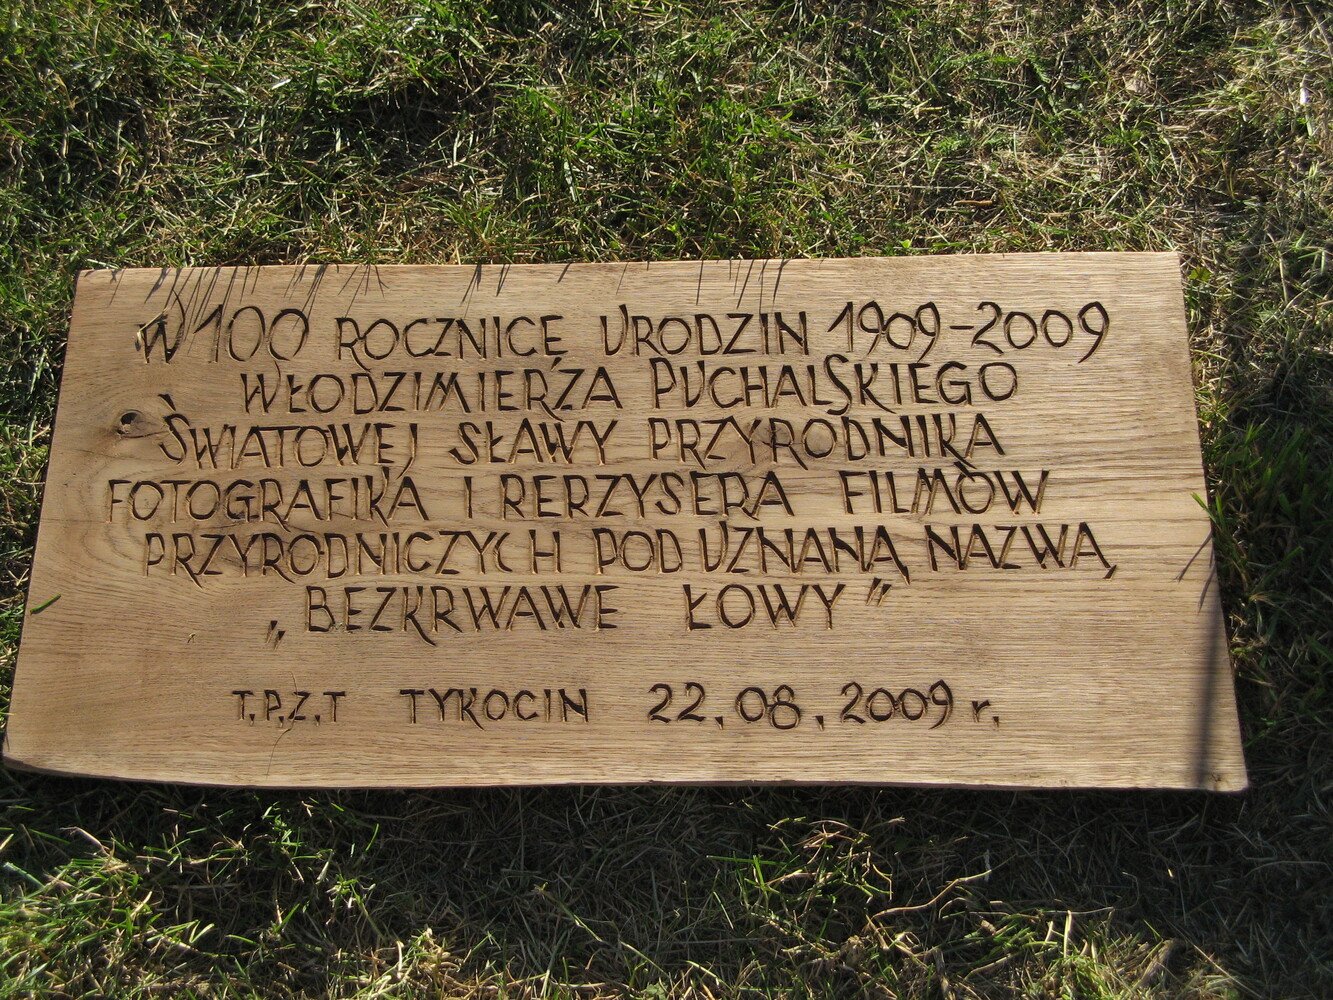 W 100 ROCZNICĘ URODZIN 1909-2009
WŁODZIMIERZA PUCHALSKIEGO
ŚWIATOWEJ SŁAWY PRZYRODNIKA
FOTOGRAFIKA I RERZYSERA FILMÓW
PRZYRODNICZYCH POD UZNANĄ NAZWĄ
„BEZKRWAWE ŁOWY”
T.P.Z.T TYKOCIN 22.08.2009 r.